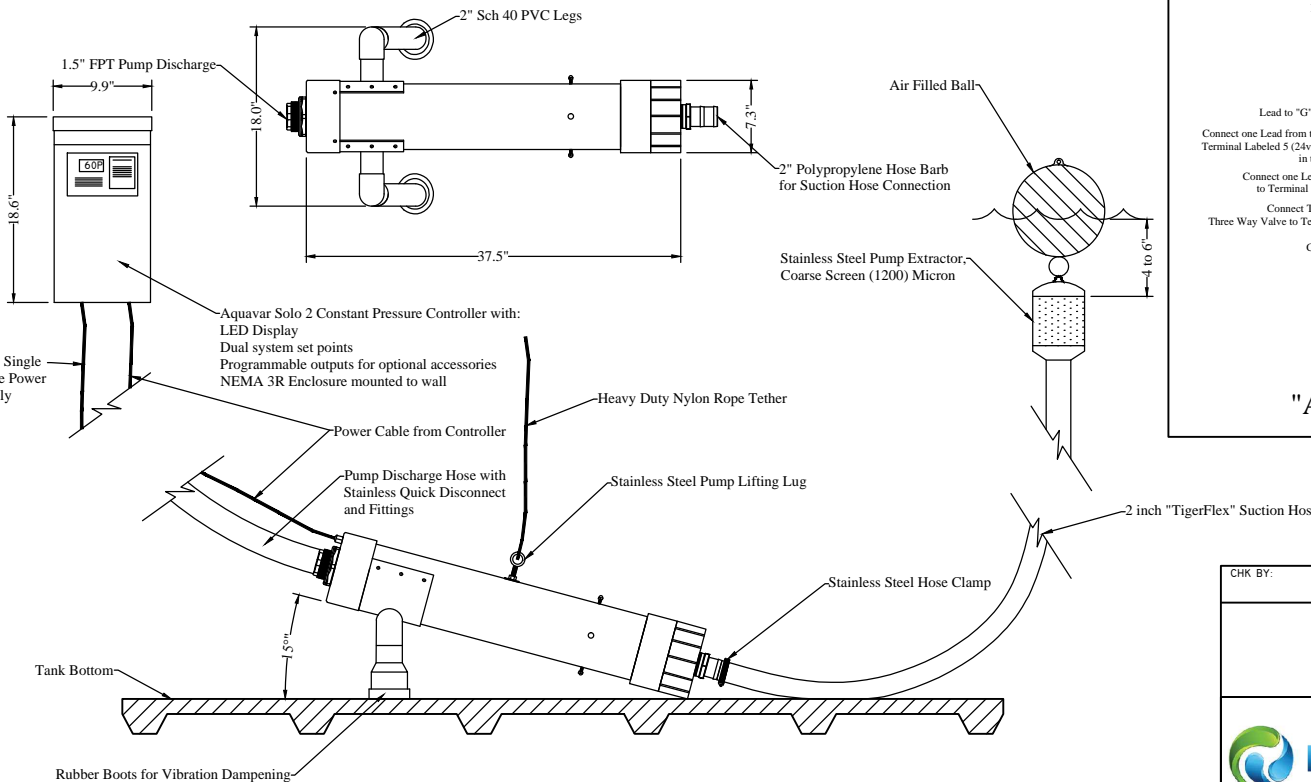 2" Sch 40 PVC Legs
1.5" FPT Pump Discharge
9.9"
18.0"
7.3"
18.6"
60P
37.5"
2" Polypropylene Hose Barb
for Suction Hose Connection
Air Filled Ball
4 to 6"
Stainless Steel Pump Extractor,
Coarse Screen (1200) Micron
Aquavar Solo 2 Constant Pressure Controller with:
LED Display
Dual system set points
Programmable outputs for optional accessories
NEMA 3R Enclosure mounted to wall
Single
Power
Heavy Duty Nylon Rope Tether
Power Cable from Controller
Pump Discharge Hose with
Stainless Quick Disconnect
and Fittings
Stainless Steel Pump Lifting Lug
2 inch "TigerFlex" Suction Hos
Stainless Steel Hose Clamp
15°"
Tank Bottom
Rubber Boots for Vibration Dampening
Lead to "G"
Connect one Lead from
Terminal Labeled 5 (24v
in
Connect one Le
to Terminal
Connect
Three Way Valve to Te
"A
CHK BY: